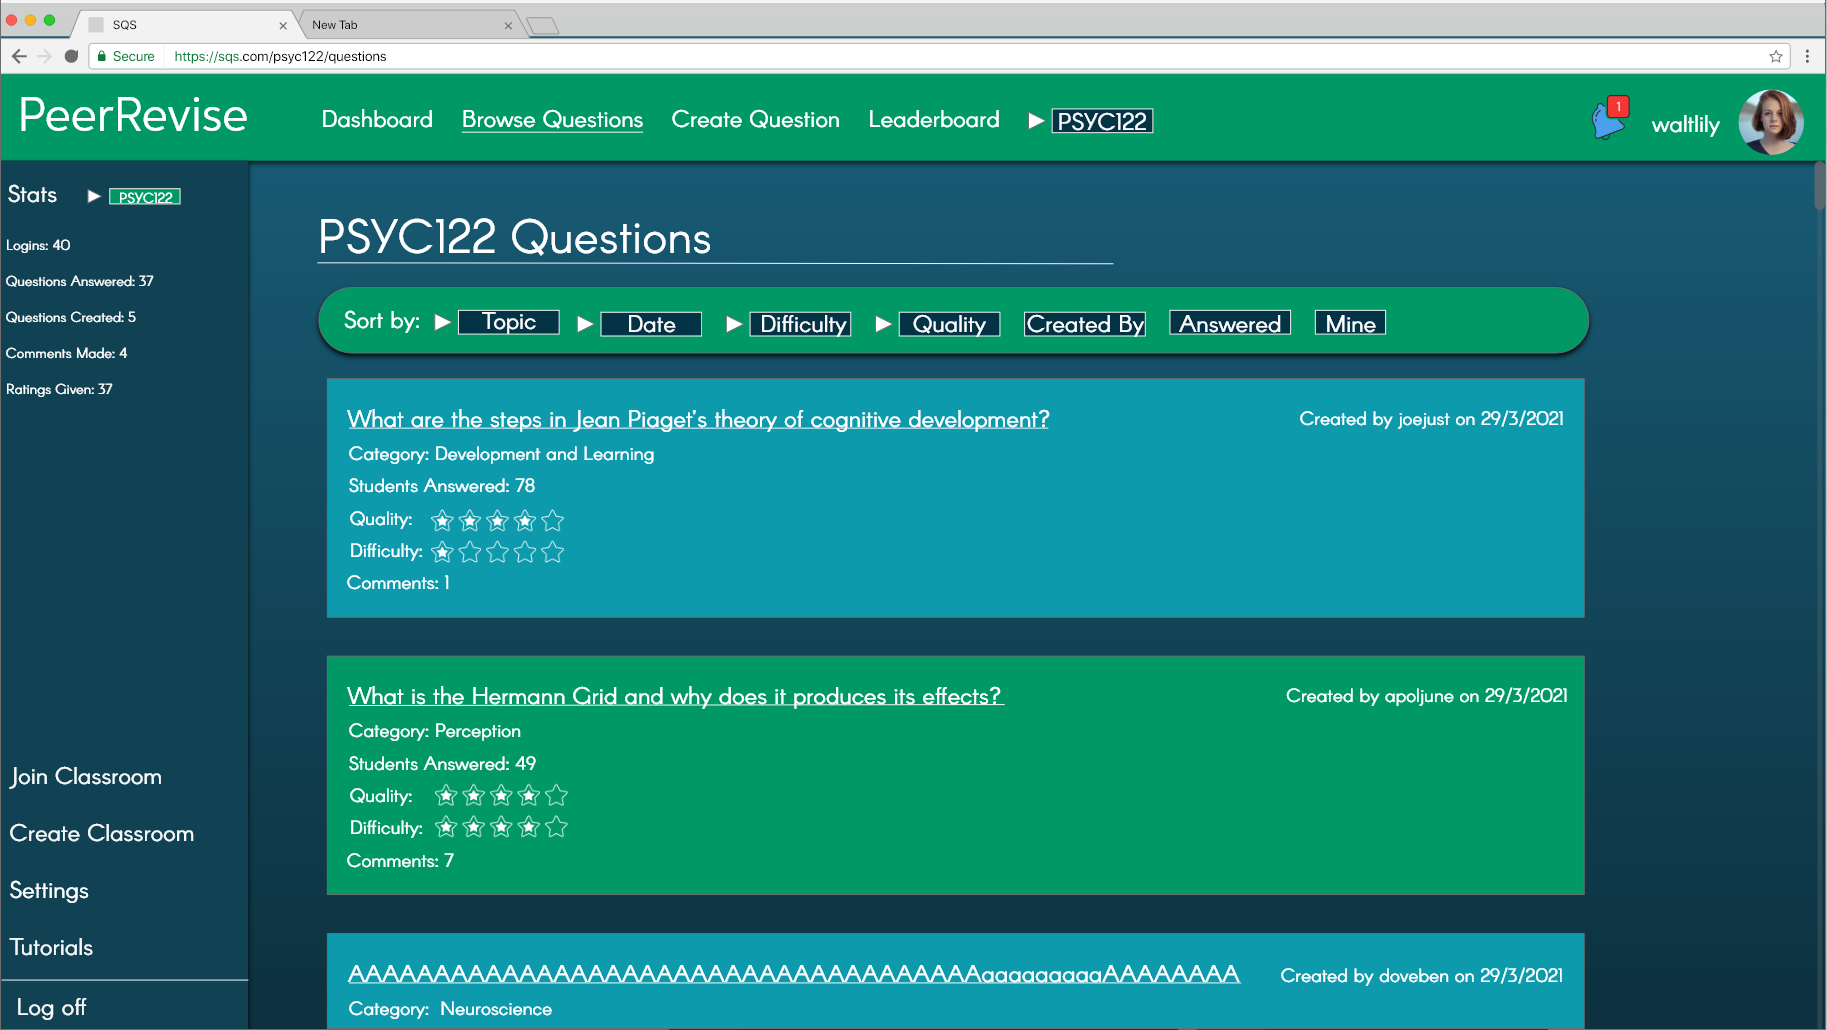 SQS
New Tab
Secure https://sqs.com/psyc122/questions
PeerRevise
Dashboard Browse Questions Create Question Leaderboard PSYC122
1
waltlily
Stats PSYC122
Logins: 40
Questions Answered: 37
Questions Created: 5
Comments Made: 4
Ratings Given: 37
Join Classroom
Create Classroom
Settings
Tutorials
Log off
PSYC122 Questions
Sort by: Topic Date Difficulty Quality Created By Answered Mine
What are the steps in Jean Piaget's theory of cognitive development?
Created by joejust on 29/3/2021
Category: Development and Learning
Students Answered: 78
Quality:
Difficulty:
Comments: 1
What is the Hermann Grid and why does it produces its effects?
Created by apoljune on 29/3/2021
Category: Perception
Students Answered: 49
Quality:
Difficulty:
Comments: 7
AAAAAAAAAAAAAAAAAAAAAAAAAAAAAAAAAAAAAaaaaaaaaaAAAAAAAA
Created by doveben on 29/3/2021
Category: Neuroscience